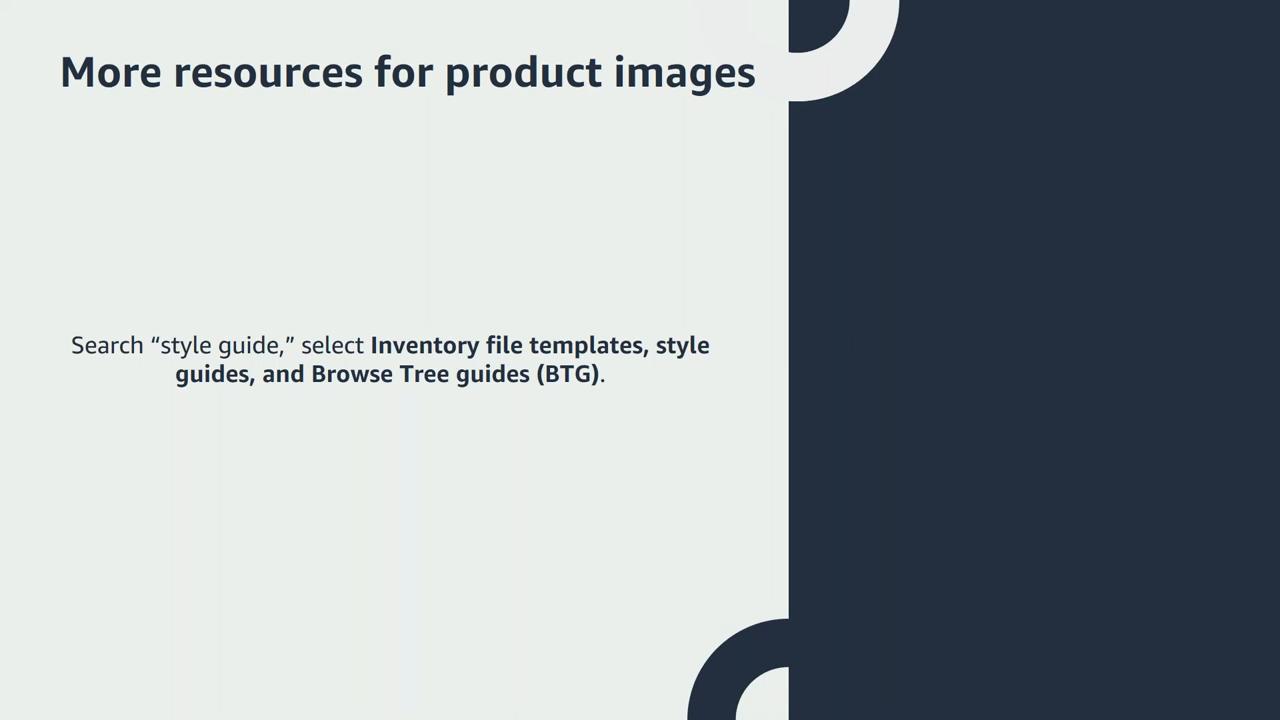 More resources for product images
Search “style guide,” select Inventory file templates, style
guides, and Browse Tree guides (BTG).